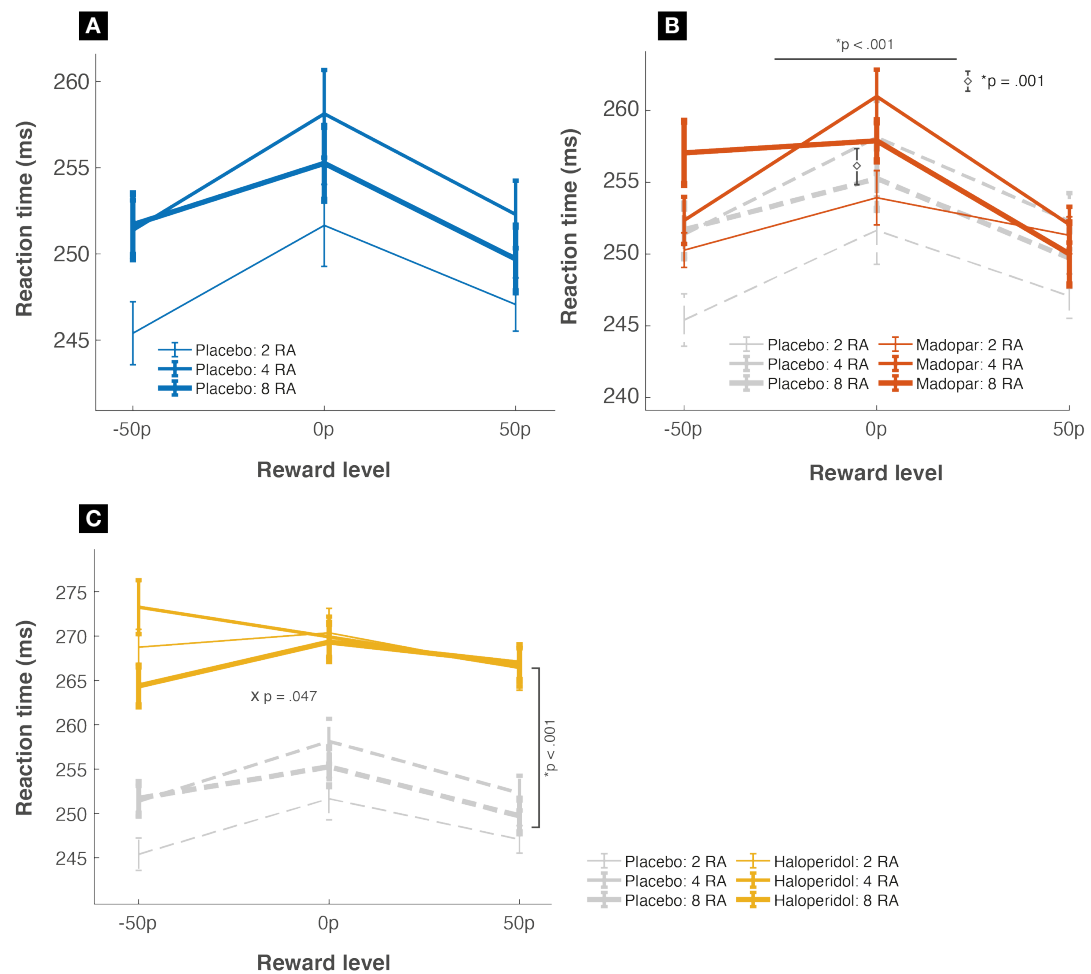 A
260
255
250
245
Reaction time (ms)
Placebo: 2 RA
Placebo: 4 RA
Placebo: 8 RA
-50p
0p
50p
Reward level
B
*p < .001
*p = .001
260
255
250
245
240
Reaction time (ms)
Placebo: 2 RA
Madopar: 2 RA
Placebo: 4 RA
Madopar: 4 RA
Placebo: 8 RA
Madopar: 8 RA
-50p
0p
50p
Reward level
C
275
270
265
260
255
250
245
Reaction time (ms)
x p = .047
*p < .001
-50p
0p
50p
Reward level
Placebo: 2 RA
Haloperidol: 2 RA
Placebo: 4 RA
Haloperidol: 4 RA
Placebo: 8 RA
Haloperidol: 8 RA